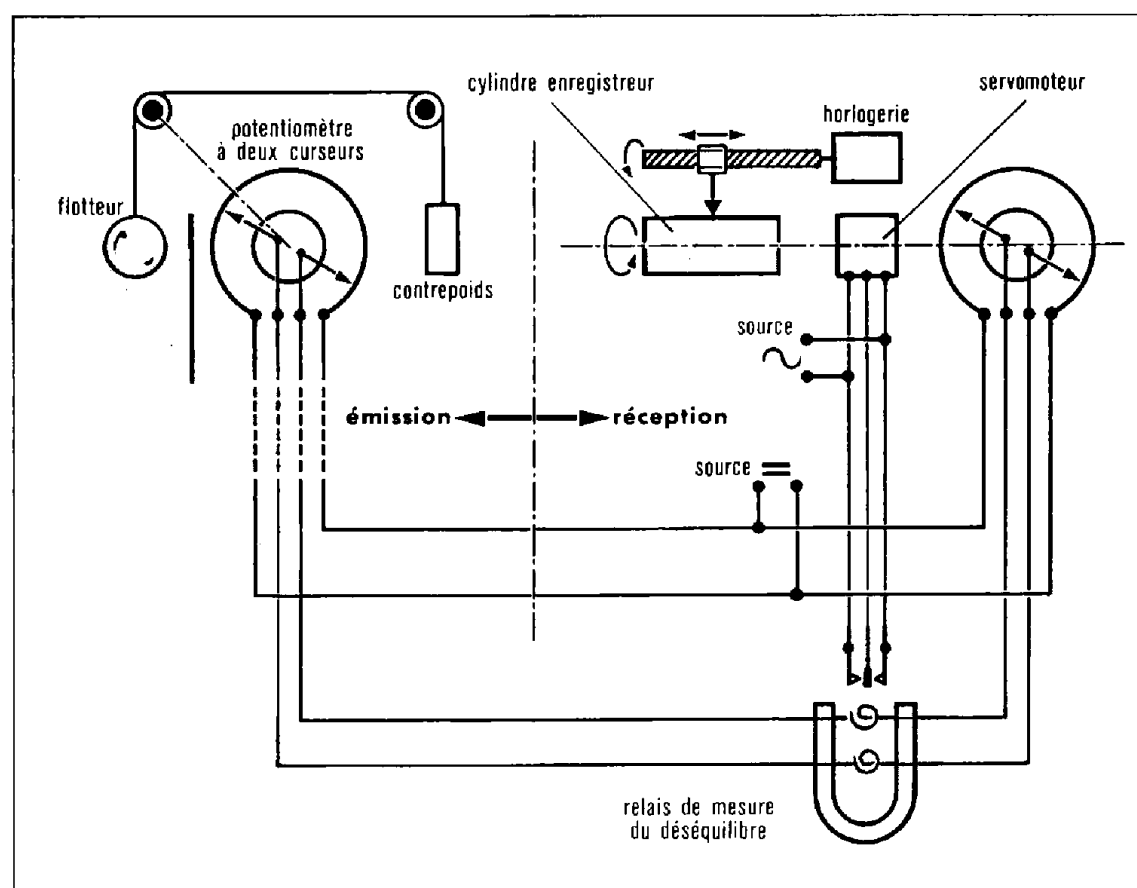 cylindre enregistreur
servomoteur
potentiomètre
à deux curseurs
horlogerie
flotteur
contrepoids
source
émission
réception
source
relais de mesure
du déséquilibre